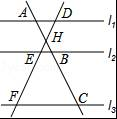 A D l₁
H
E B l₂
F C l₃